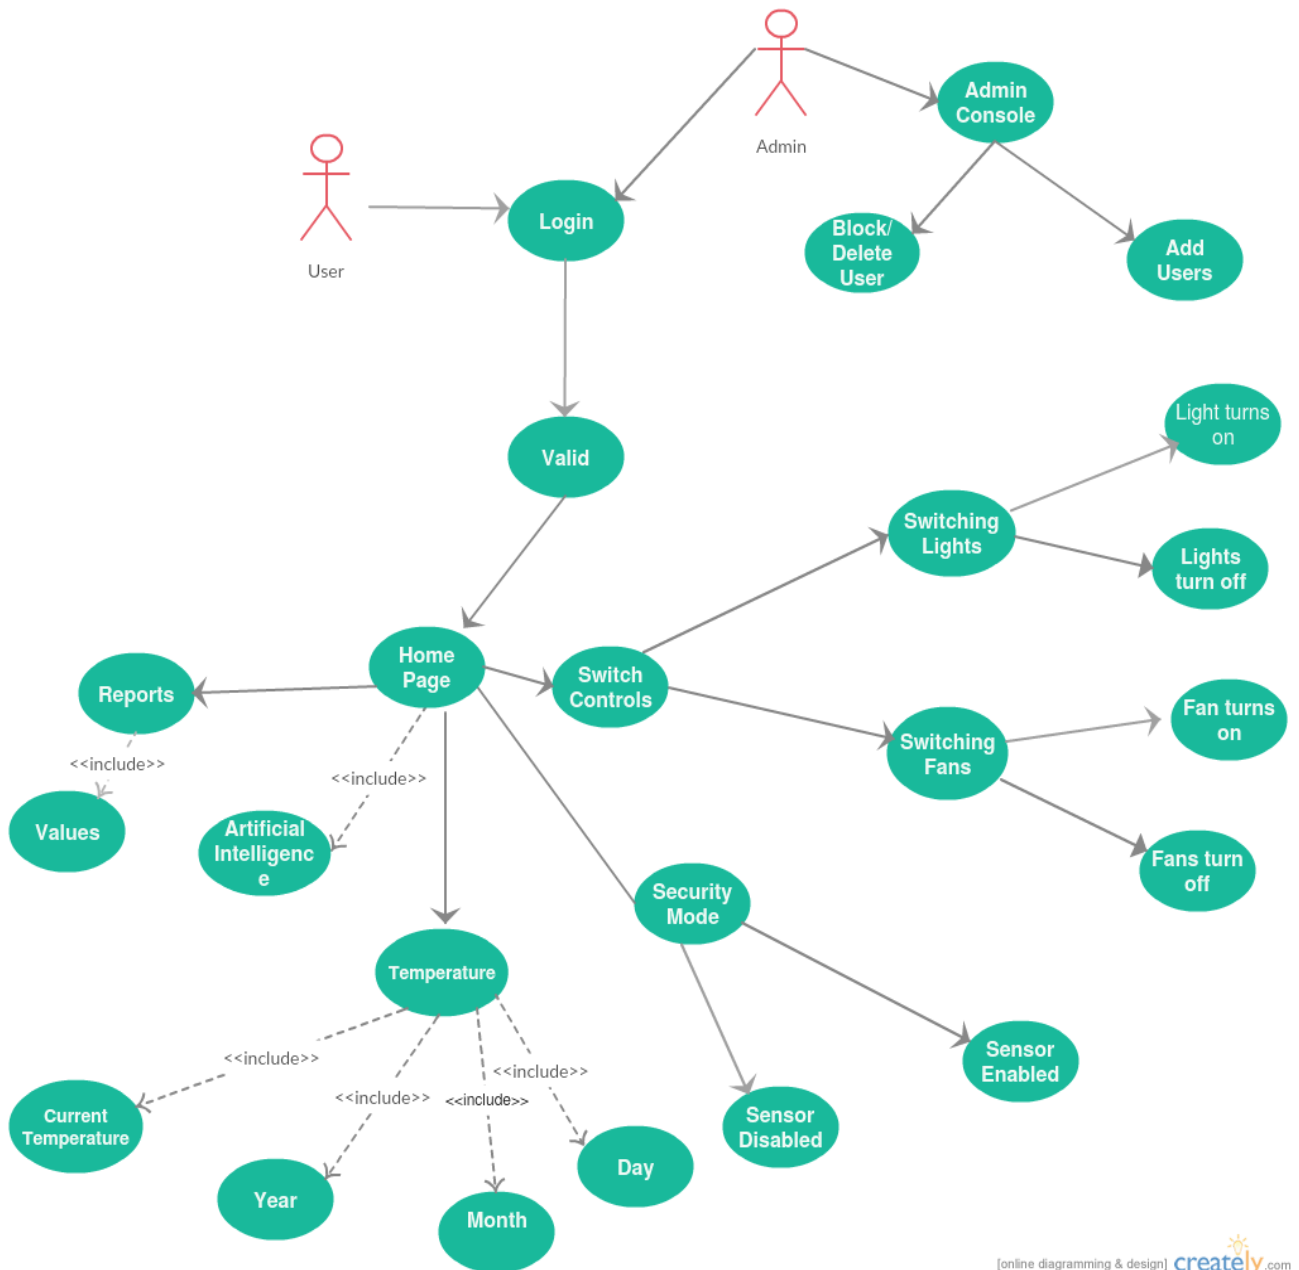 Admin
Console
Admin
User
Login
Block/
Delete
User
Add
Users
Light turns
on
Valid
Switching
Lights
Lights
turn off
Home
Page
Reports
Switch
Controls
Fan turns
on
Switching
Fans
<<include>>
<<include>>
Values
Artificial
Intelligenc
e
Fans turn
off
Security
Mode
Temperature
<<include>>
<<include>>
<<include>>
<<include>>
Sensor
Enabled
Current
Temperature
Sensor
Disabled
Day
Year
Month
[online diagramming & design] creately.com